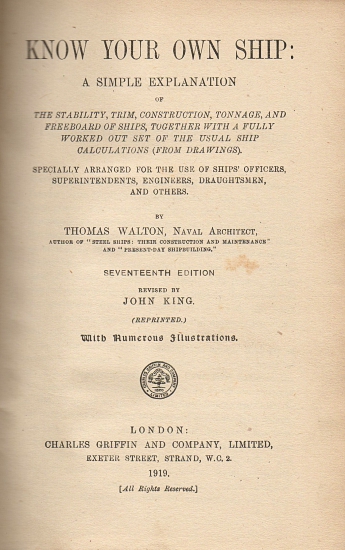 KNOW YOUR OWN SHIP:
A SIMPLE EXPLANATION
OF
THE STABILITY, TRIM, CONSTRUCTION, TONNAGE, AND
FREEBOARD OF SHIPS, TOGETHER WITH A FULLY
WORKED OUT SET OF THE USUAL SHIP
CALCULATIONS (FROM DRAWINGS).
SPECIALLY ARRANGED FOR THE USE OF SHIPS' OFFICERS,
SUPERINTENDENTS, ENGINEERS, DRAUGHTSMEN,
AND OTHERS.
BY
THOMAS WALTON, NAVAL ARCHITECT,
AUTHOR OF "STEEL SHIPS: THEIR CONSTRUCTION AND MAINTENANCE"
AND "PRESENT-DAY SHIPBUILDING."
SEVENTEENTH EDITION
REVISED BY
JOHN KING.
(REPRINTED.)
With Numerous Illustrations.
LONDON:
CHARLES GRIFFIN AND COMPANY, LIMITED,
EXETER STREET, STRAND, W.C. 2.
1919.
[All Rights Reserved.]